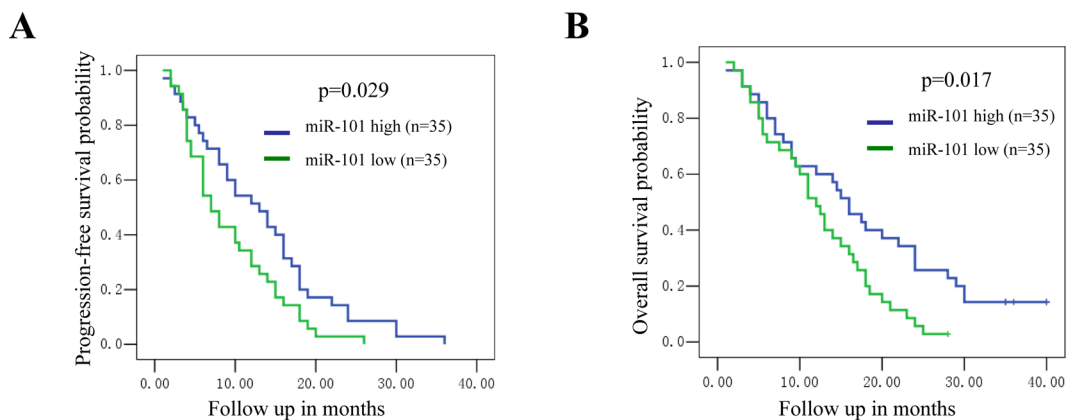 A
Progression-free survival probability
1.0
0.8
0.6
0.4
0.2
0.0
p=0.029
miR-101 high (n=35)
miR-101 low (n=35)
0.00 10.00 20.00 30.00 40.00
Follow up in months
B
Overall survival probability
1.0
0.8
0.6
0.4
0.2
0.0
p=0.017
miR-101 high (n=35)
miR-101 low (n=35)
0.00 10.00 20.00 30.00 40.00
Follow up in months